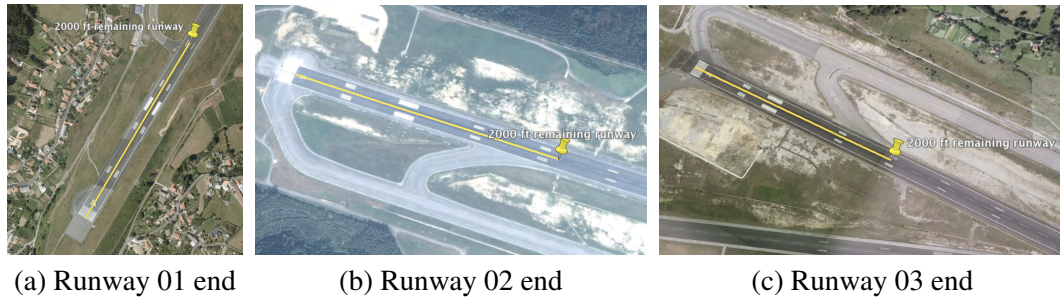 2000 ft remaining runway
2000 ft remaining runway
2000 ft remaining runway
(a) Runway 01 end
(b) Runway 02 end
(c) Runway 03 end